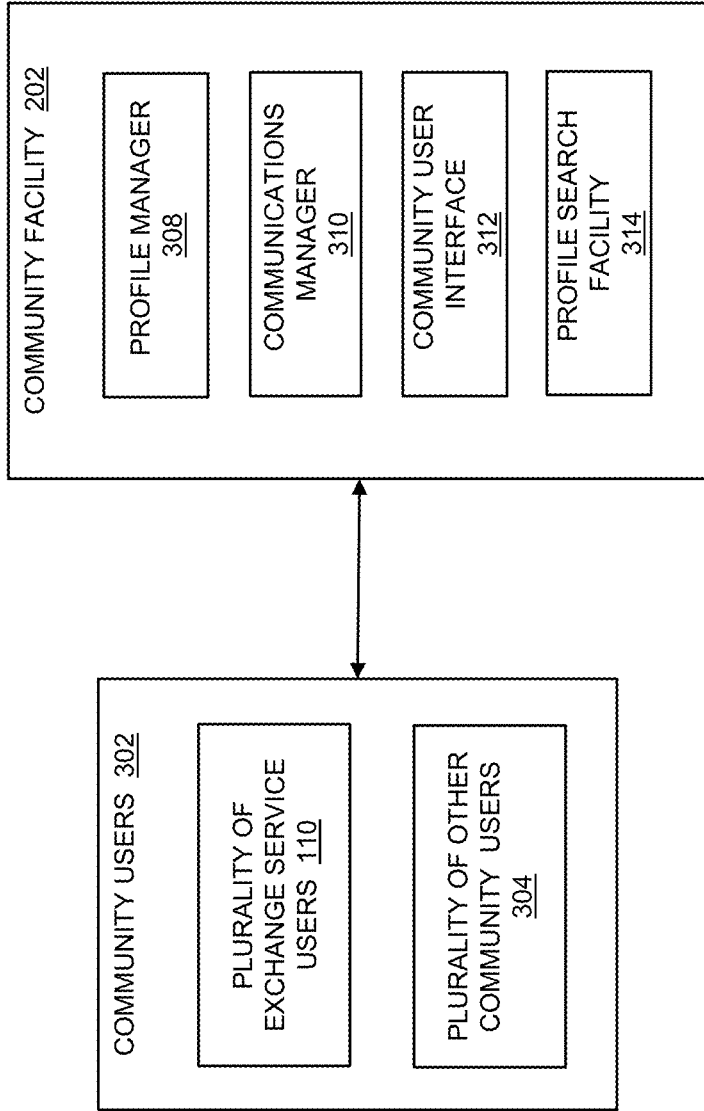 COMMUNITY USERS 302
PLURALITY OF
EXCHANGE SERVICE
USERS 110
PLURALITY OF OTHER
COMMUNITY USERS
304
COMMUNITY FACILITY 202
PROFILE MANAGER
308
COMMUNICATIONS
MANAGER
310
COMMUNITY USER
INTERFACE
312
PROFILE SEARCH
FACILITY
314